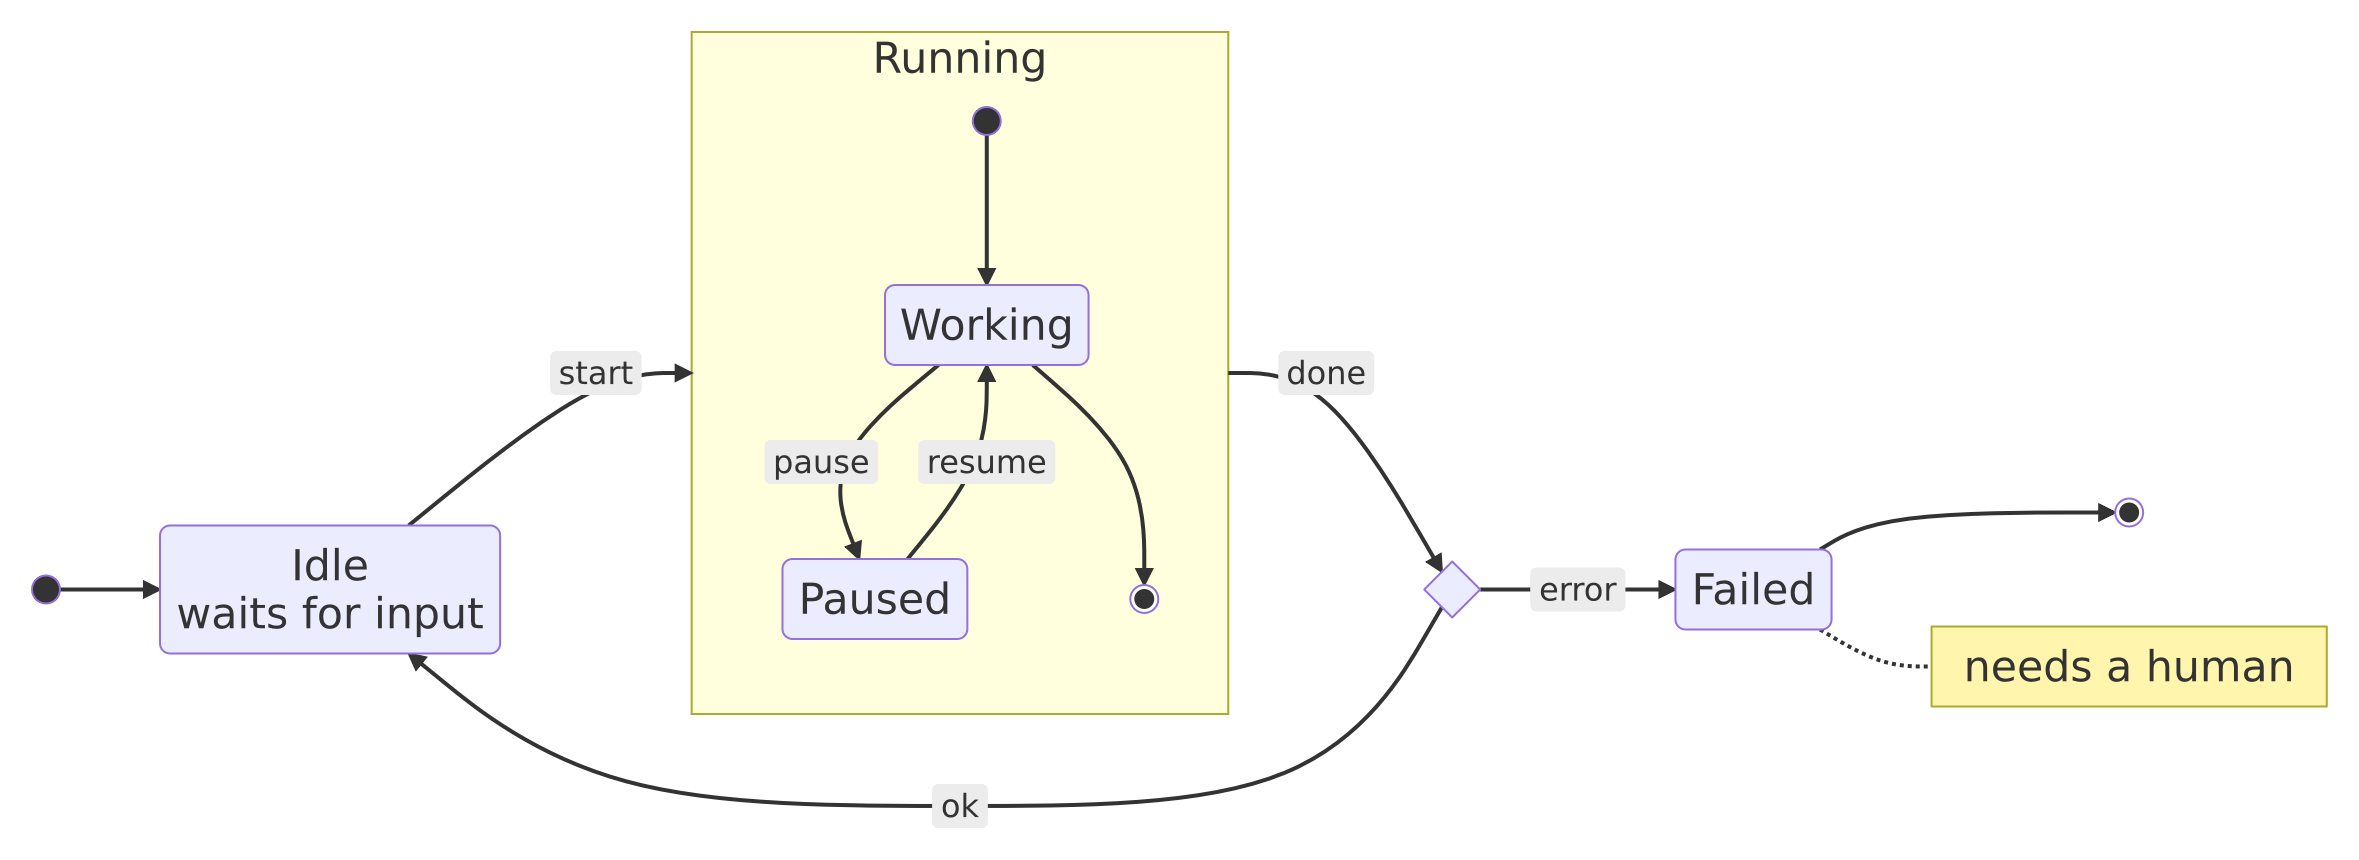 Running
Working
start
done
pause
resume
Idle
waits for input
Paused
error
Failed
needs a human
ok